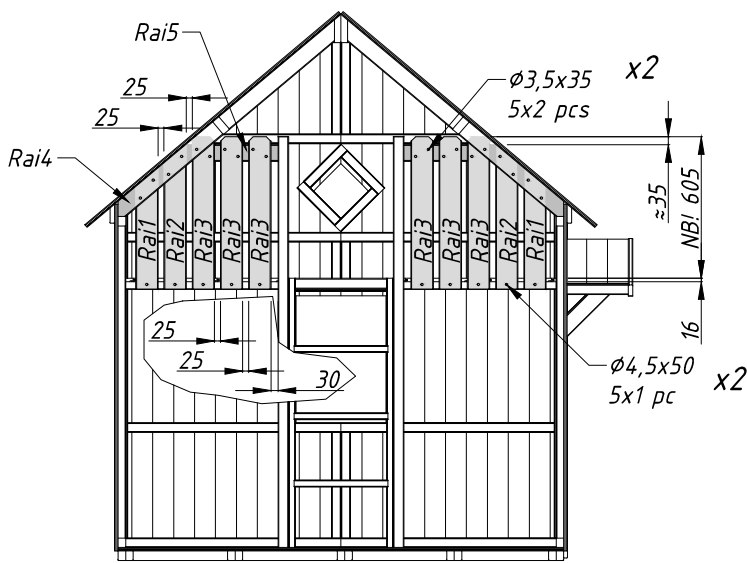 Rai5
x2
Ø3,5x35
5x2 pcs
25
25
Rai4
≈35
NB! 605
Rai1
Rai2
Rai3
Rai3
Rai3
Rai3
Rai3
Rai3
Rai2
Rai1
16
25
25
30
Ø4,5x50
5x1 pc
x2